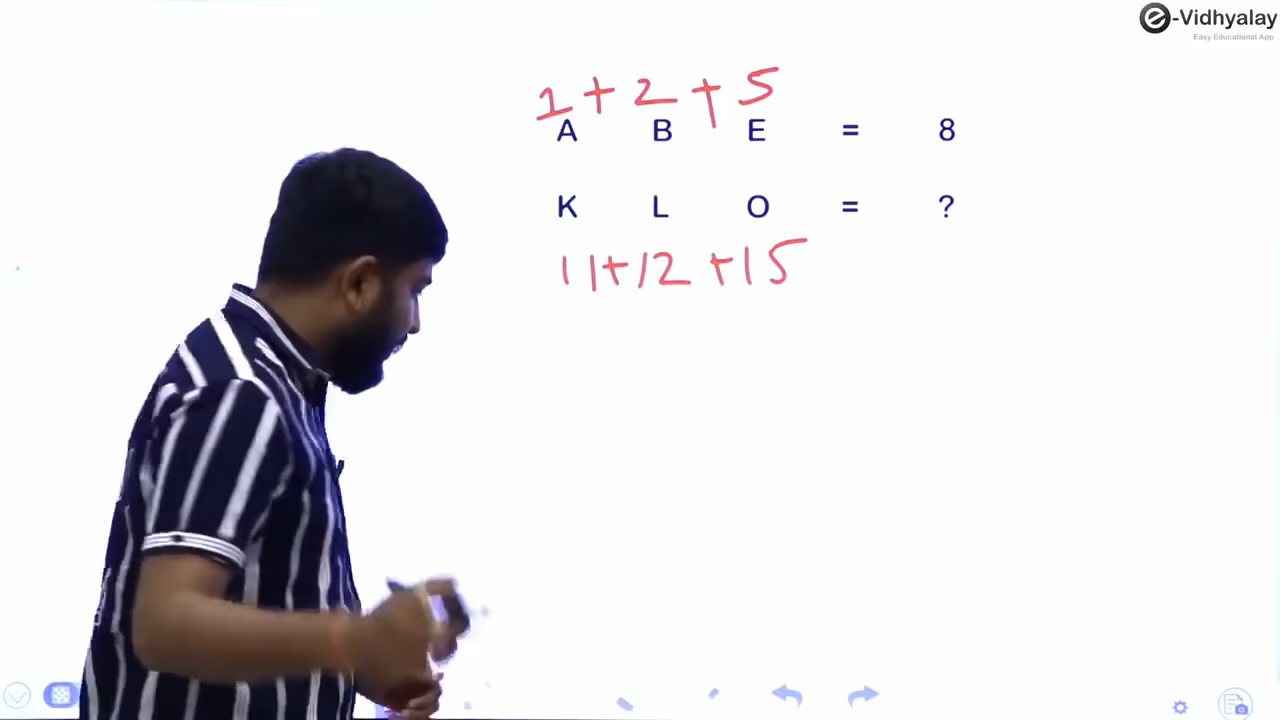 e-Vidhyalay
Easy Educational App
1+2+5
A B E = 8
K L O = ?
11+12+15